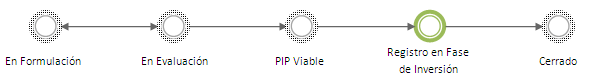 En Formulación
En Evaluación
PIP Viable
Registro en Fase
de Inversión
Cerrado